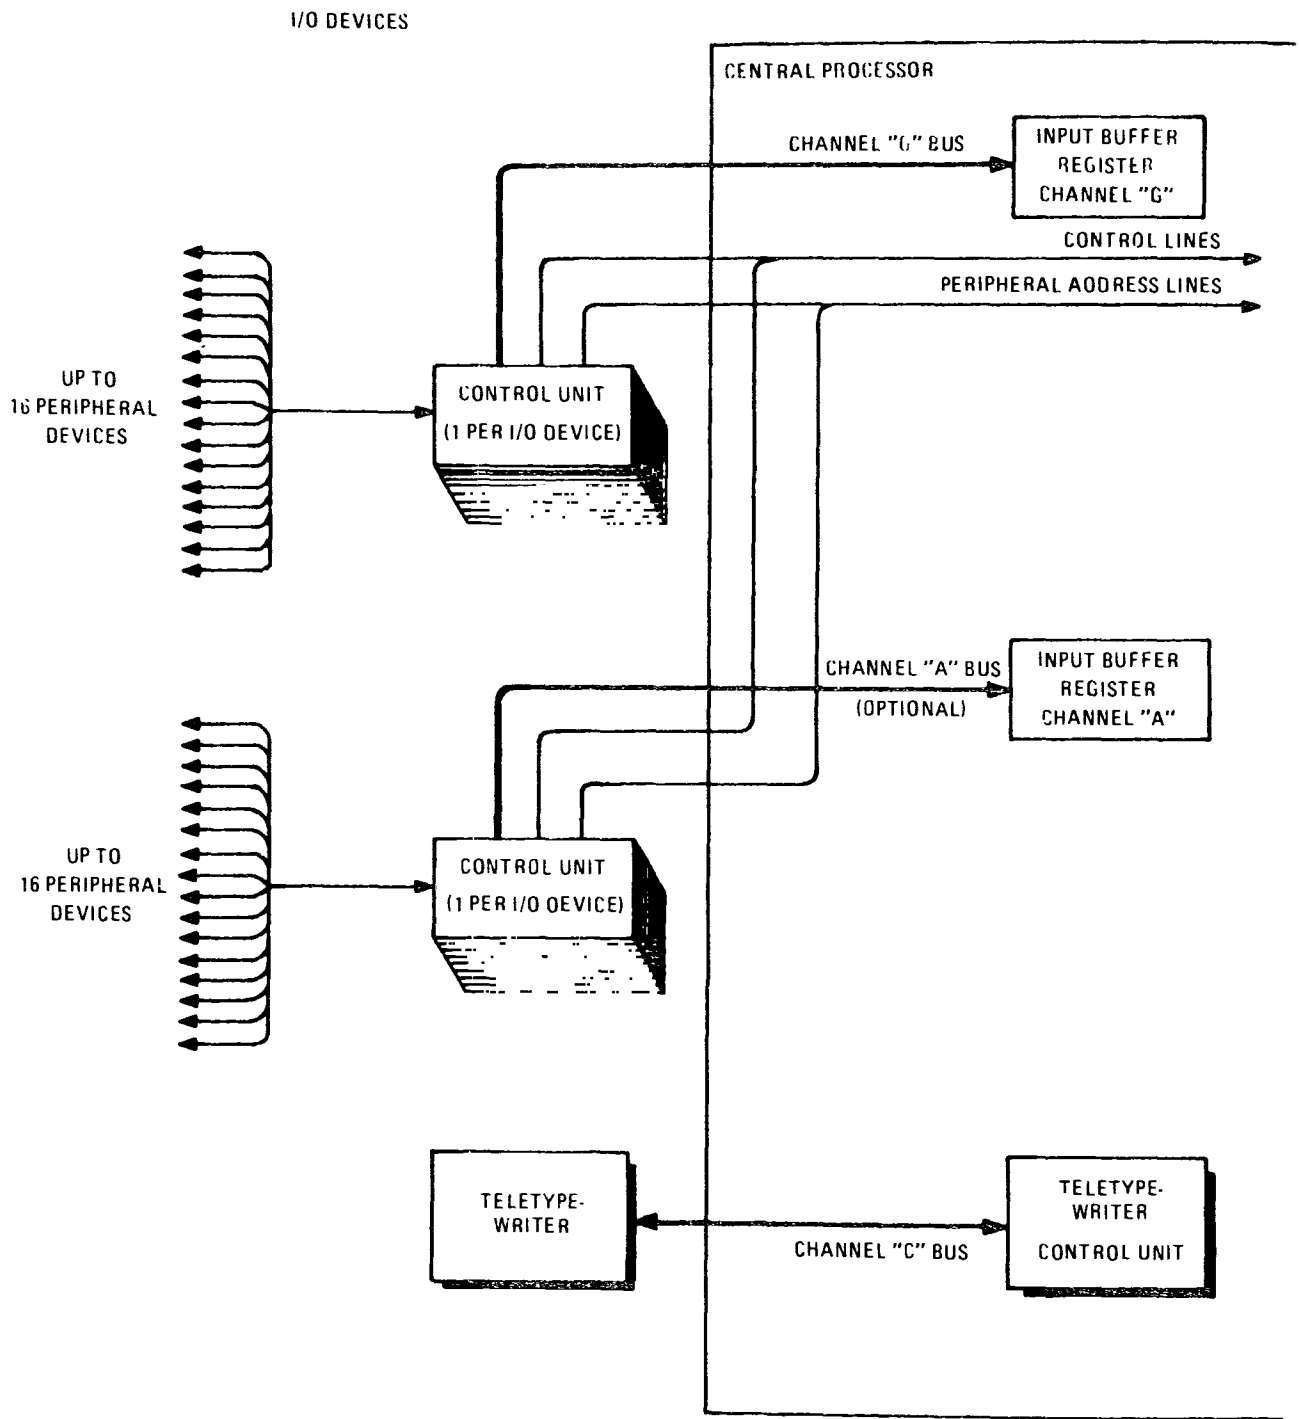 I/O DEVICES
CENTRAL PROCESSOR
CHANNEL "G" BUS
INPUT BUFFER
REGISTER
CHANNEL "G"
CONTROL LINES
PERIPHERAL ADDRESS LINES
UP TO
16 PERIPHERAL
DEVICES
CONTROL UNIT
(1 PER I/O DEVICE)
CHANNEL "A" BUS
(OPTIONAL)
INPUT BUFFER
REGISTER
CHANNEL "A"
UP TO
16 PERIPHERAL
DEVICES
CONTROL UNIT
(1 PER I/O DEVICE)
TELETYPE-
WRITER
CHANNEL "C" BUS
TELETYPE-
WRITER
CONTROL UNIT